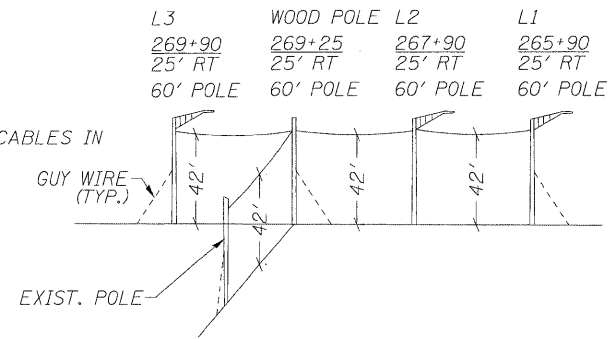 L3 WOOD POLE L2 L1
269+90 269+25 267+90 265+90
25' RT 25' RT 25' RT 25' RT
60' POLE 60' POLE 60' POLE 60' POLE
CABLES IN
GUY WIRE
(TYP.)
42'
42'
42'
42'
EXIST. POLE